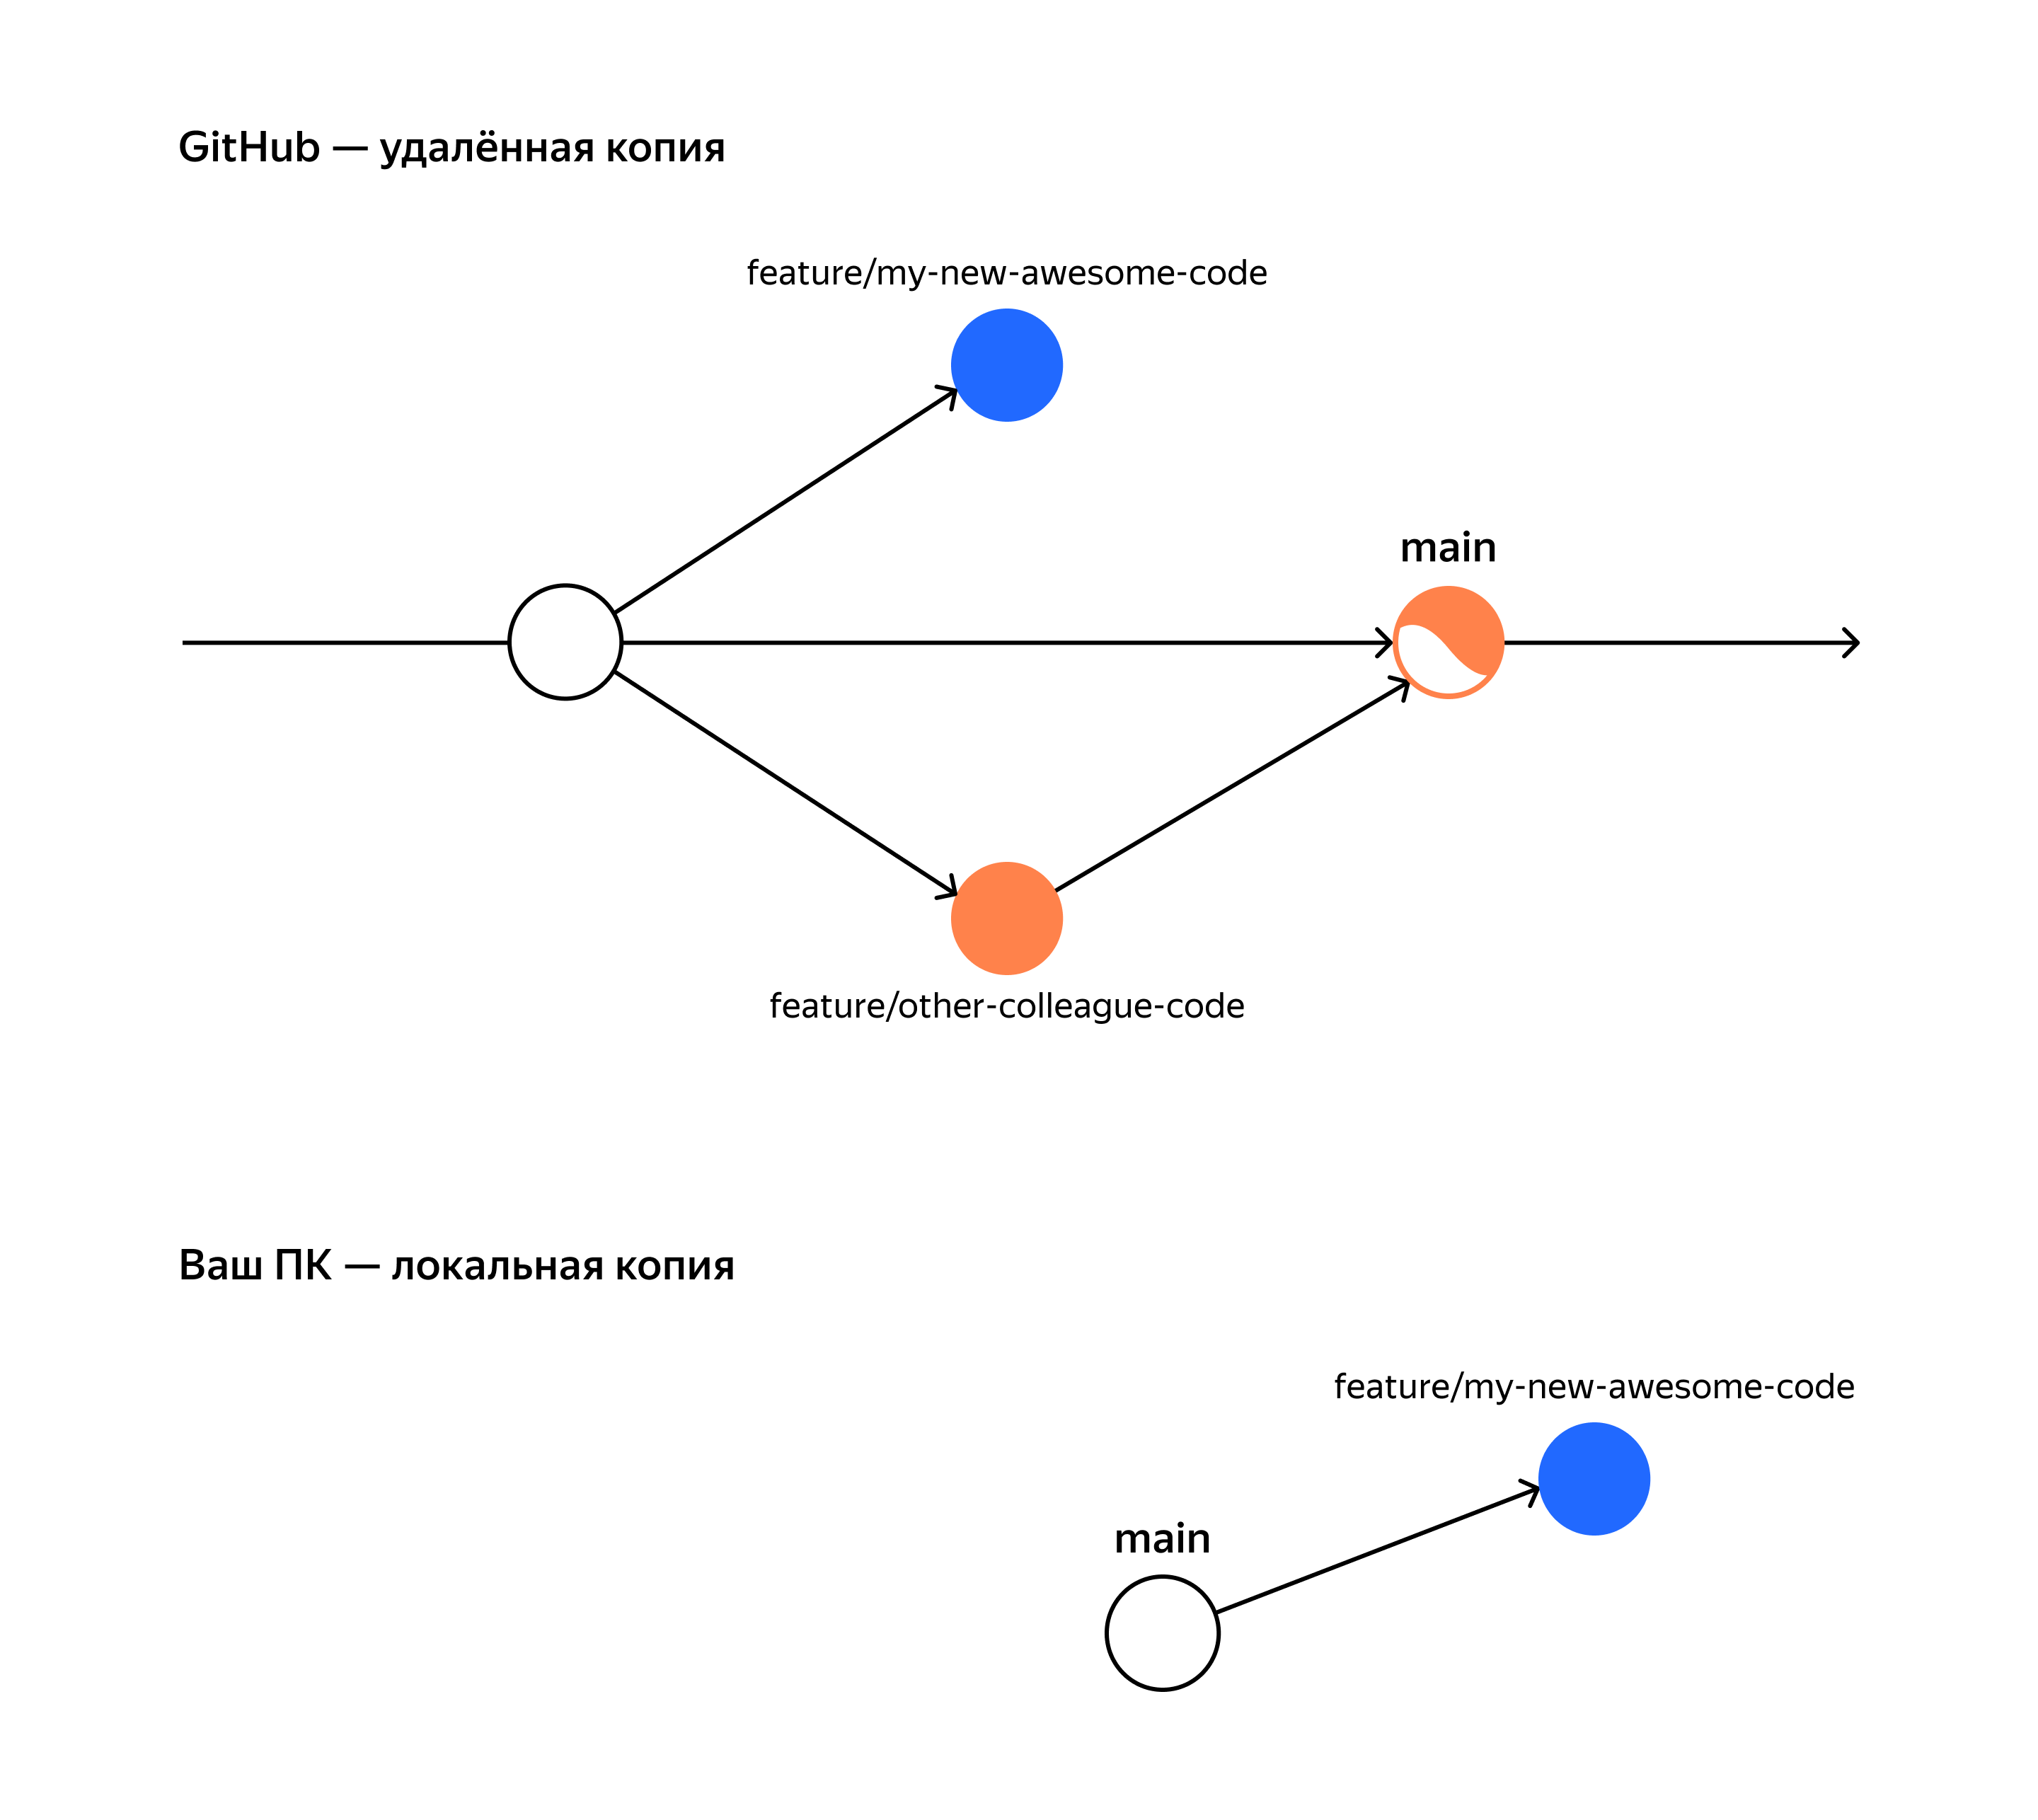 GitHub — удалённая копия
feature/my-new-awesome-code
main
feature/other-colleague-code
Ваш ПК — локальная копия
feature/my-new-awesome-code
main